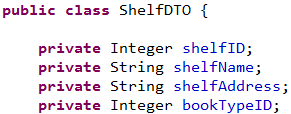 public class ShelfDTO {
private Integer shelfID;
private String shelfName;
private String shelfAddress;
private Integer bookTypeID;